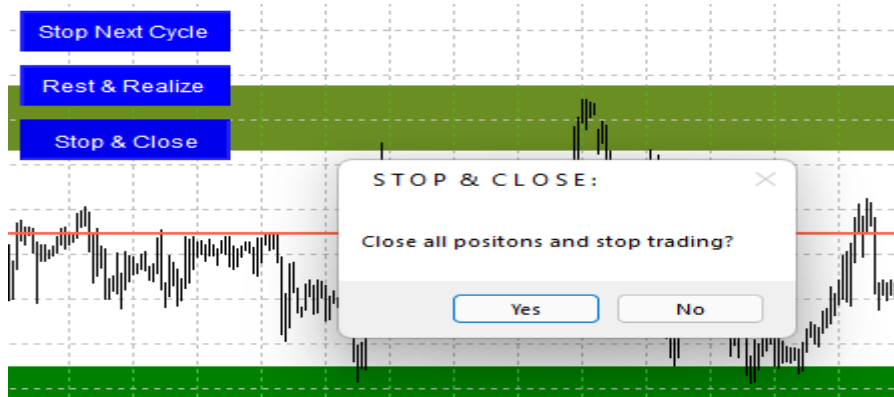 Stop Next Cycle
Rest & Realize
Stop & Close
STOP & CLOSE:
Close all positons and stop trading?
Yes
No